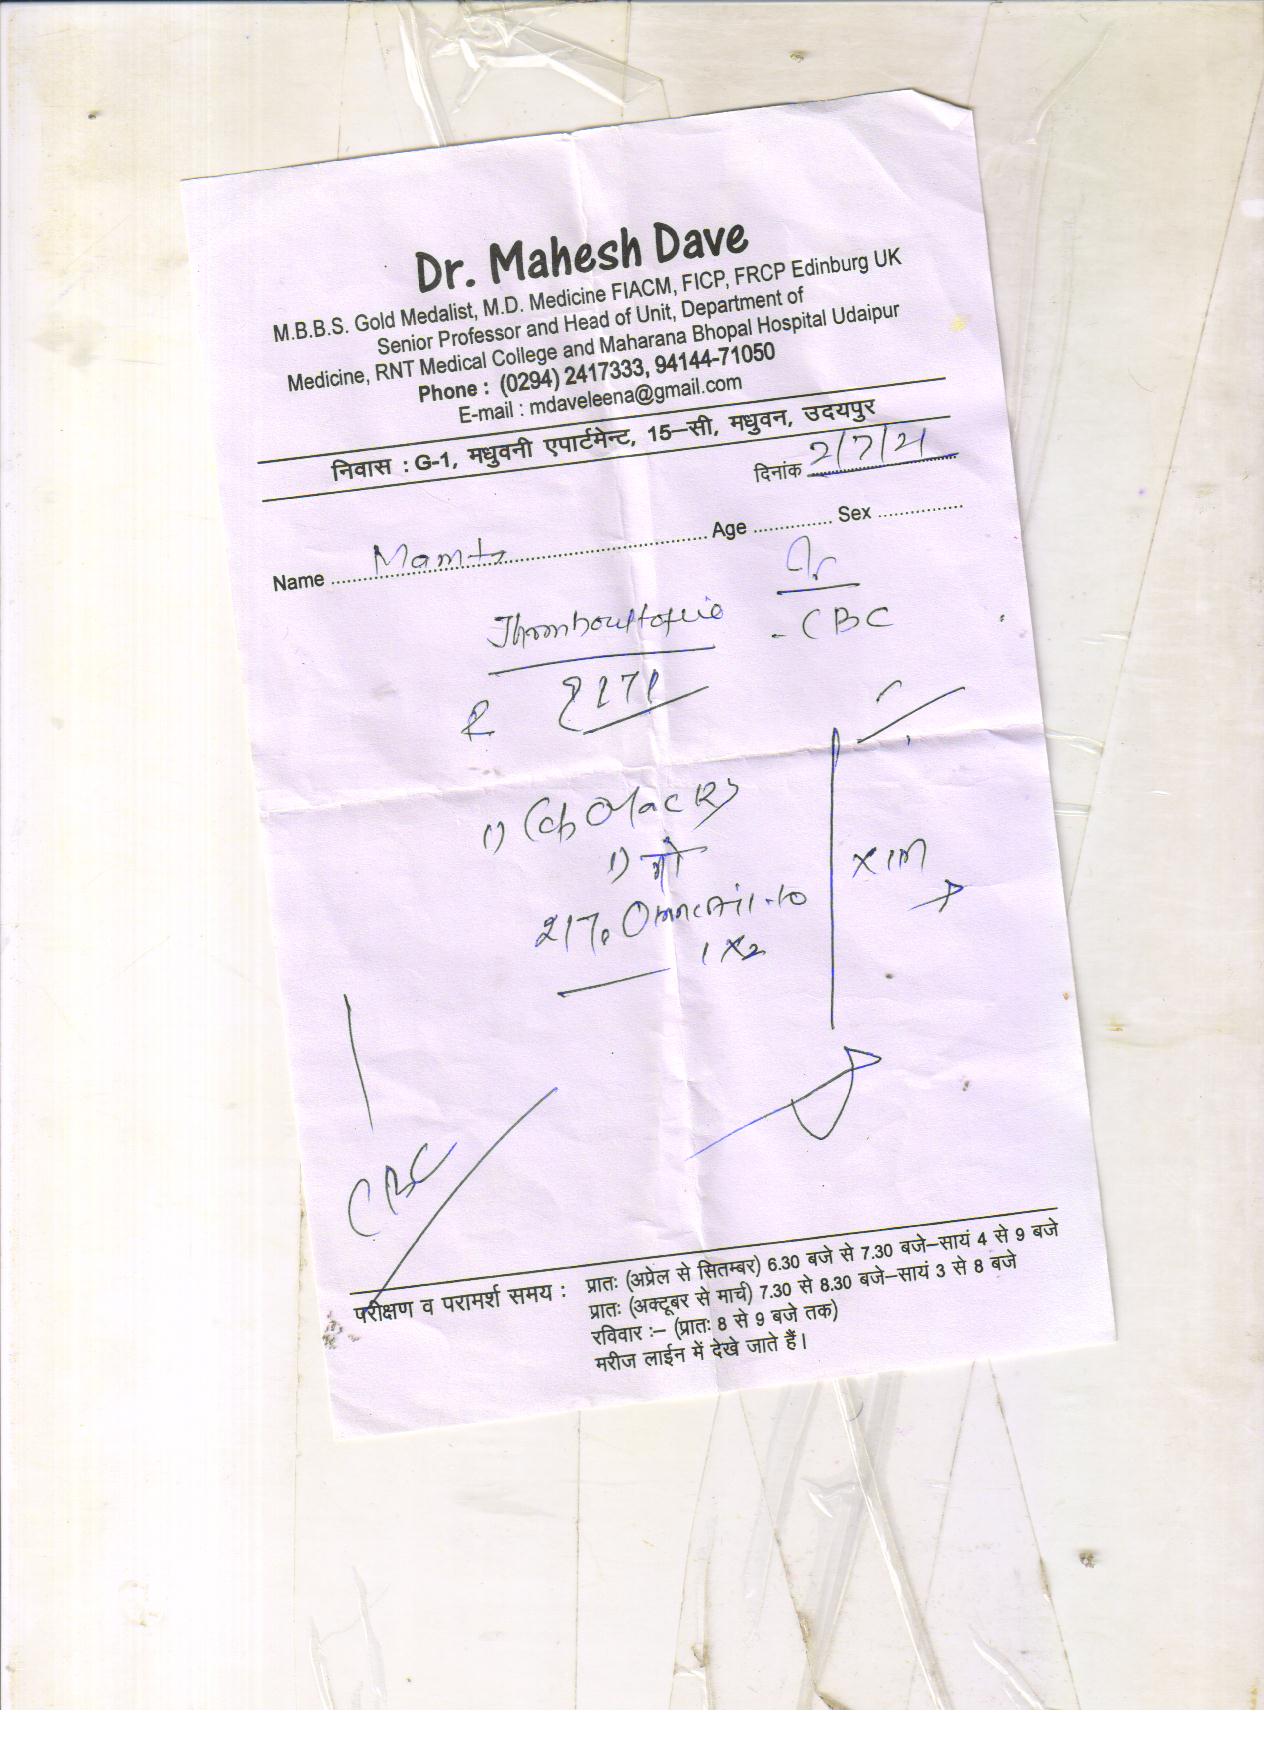 Dr. Mahesh Dave
M.B.B.S. Gold Medalist, M.D. Medicine FIACM, FICP, FRCP Edinburg UK
Senior Professor and Head of Unit, Department of
Medicine, RNT Medical College and Maharana Bhopal Hospital Udaipur
Phone : (0294) 2417333, 94144-71050
E-mail : mdaveleena@gmail.com
निवास : G-1, मधुवनी एपार्टमेन्ट, 15–सी, मधुवन, उदयपुर
दिनांक 2/7/21
Name Mamta Age Sex
- CBC
1)
1)
1 x 2
CBC
परीक्षण व परामर्श समय : प्रातः (अप्रेल से सितम्बर) 6.30 बजे से 7.30 बजे–सायं 4 से 9 बजे
प्रातः (अक्टूबर से मार्च) 7.30 से 8.30 बजे–सायं 3 से 8 बजे
रविवार :– (प्रातः 8 से 9 बजे तक)
मरीज लाईन में देखे जाते हैं।